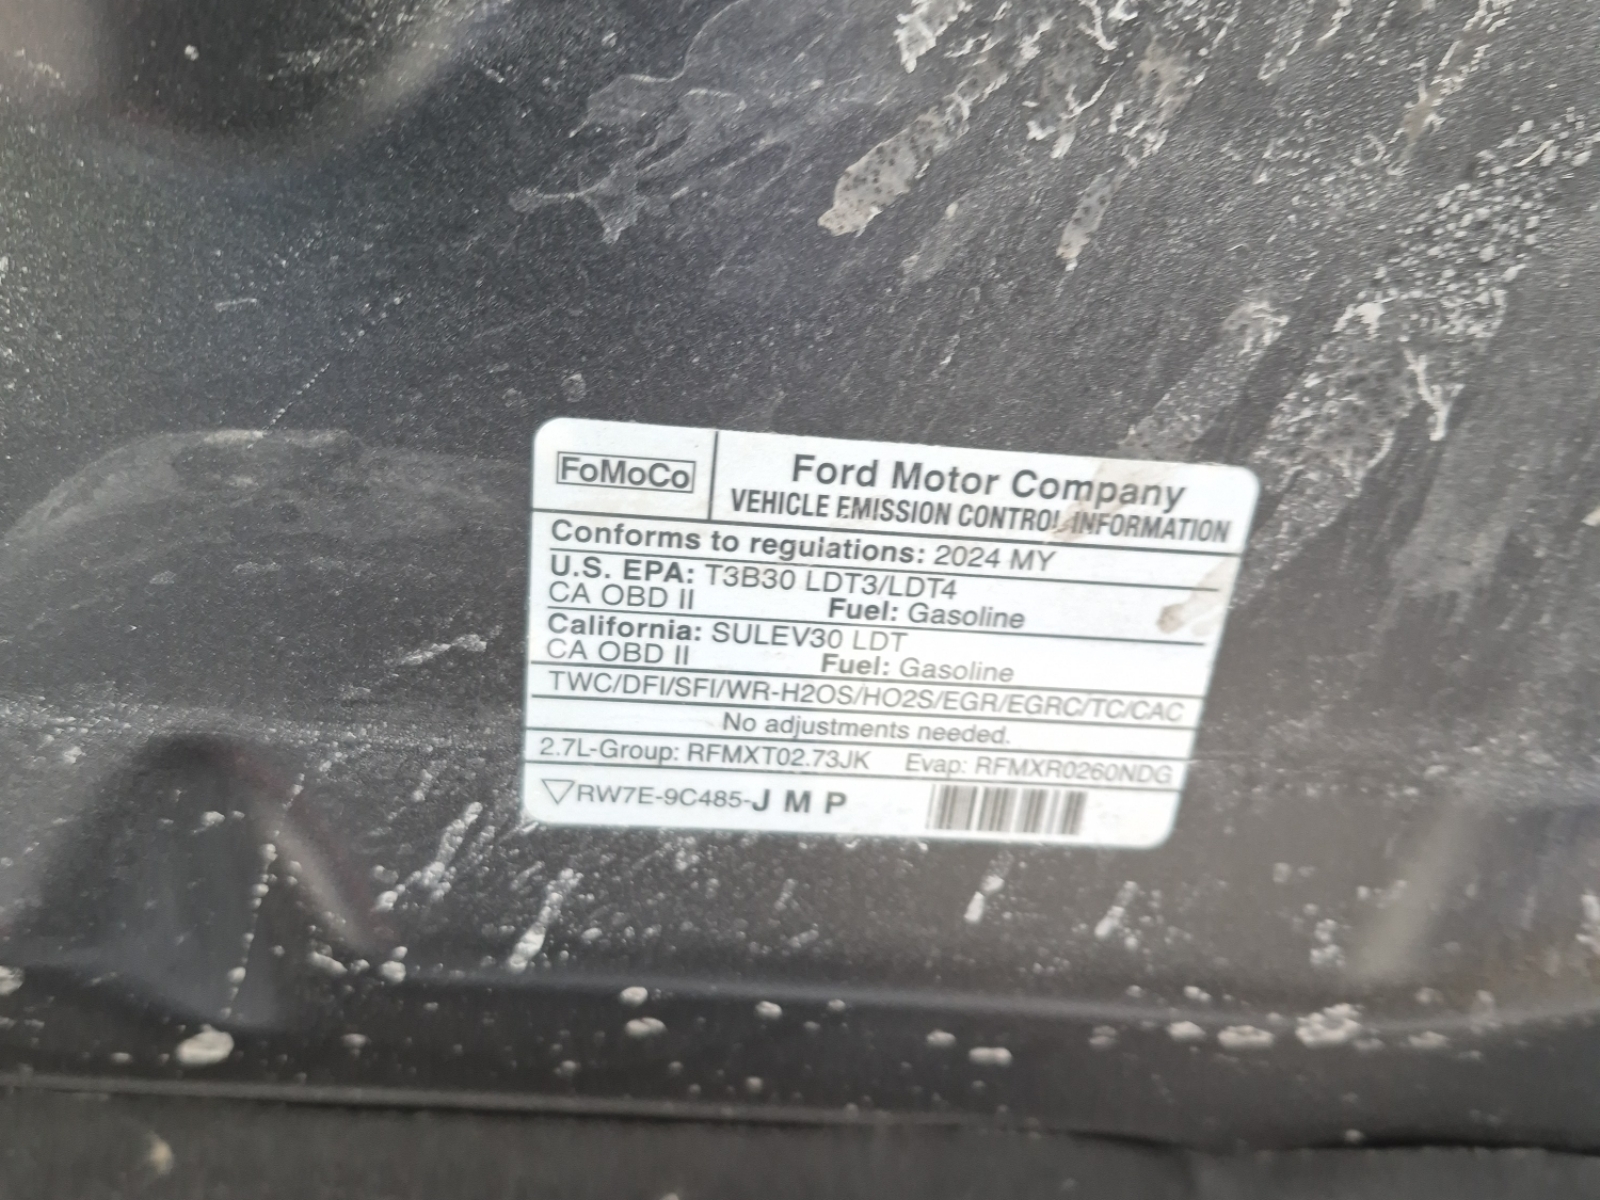 FoMoCo
Ford Motor Company
VEHICLE EMISSION CONTROL INFORMATION
Conforms to regulations: 2024 MY
U.S. EPA: T3B30 LDT3/LDT4
CA OBD II Fuel: Gasoline
California: SULEV30 LDT
CA OBD II Fuel: Gasoline
TWC/DFI/SFI/WR-H2OS/HO2S/EGR/EGRC/TC/CAC
No adjustments needed.
2.7L-Group: RFMXT02.73JK Evap: RFMXR0260NDG
▽RW7E-9C485-J M P